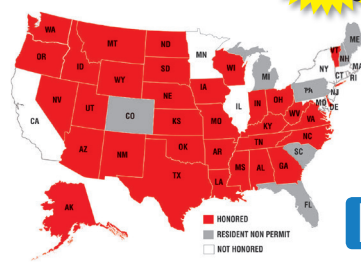 WA
MT
ND
MN
ME
OR
ID
SD
WI
MI
VT
NH
NY
MA
WY
CT
RI
NV
NE
IA
PA
NJ
UT
CO
IL
IN
OH
MD
DE
CA
KS
MO
WV
VA
KY
AZ
NM
OK
AR
TN
NC
SC
TX
LA
MS
AL
GA
AK
FL
HONORED
RESIDENT NON PERMIT
NOT HONORED